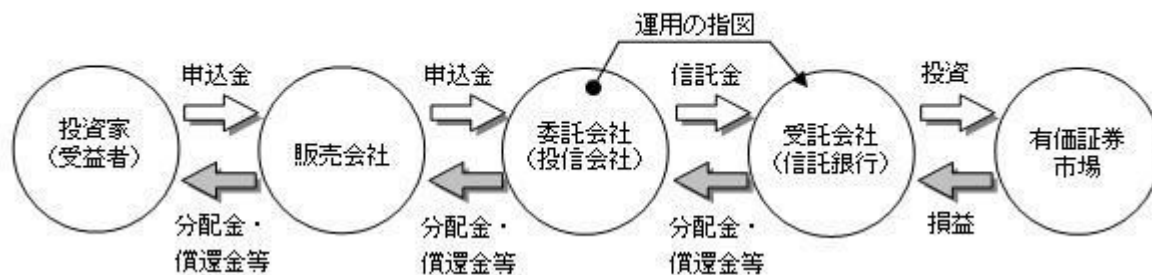 運用の指図
申込金
申込金
信託金
投資
投資家
(受益者)
販売会社
委託会社
(投信会社)
受託会社
(信託銀行)
有価証券
市場
分配金・
償還金等
分配金・
償還金等
分配金・
償還金等
損益